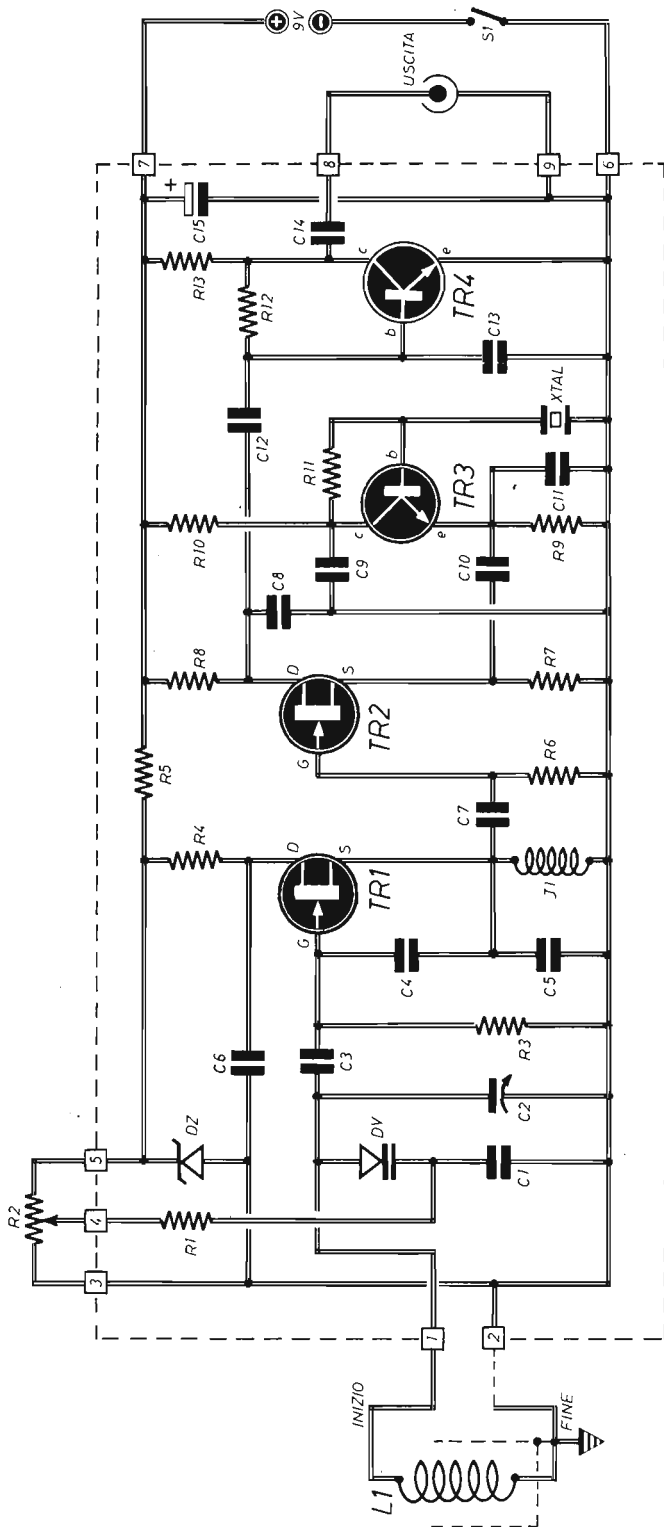 R2
3
4
5
R1
DZ
C6
R5
R4
R8
R10
R13
R12
C15
+
7
9V
+
-
S1
USCITA
8
9
6
C14
C12
C8
C9
R11
C3
DV
G
D
S
TR1
G
D
S
TR2
c
b
e
TR3
c
b
e
TR4
L1
INIZIO
FINE
1
2
C1
C2
R3
C4
C5
J1
C7
R6
R7
C10
R9
C11
XTAL
C13